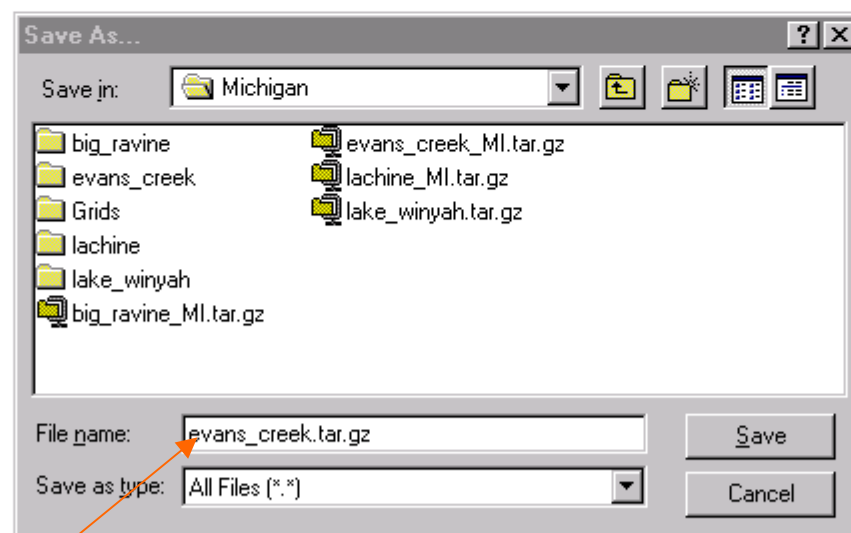 Save As...
Save in: Michigan
big_ravine
evans_creek
Grids
lachine
lake_winyah
big_ravine_MI.tar.gz
evans_creek_MI.tar.gz
lachine_MI.tar.gz
lake_winyah.tar.gz
File name: evans_creek.tar.gz Save
Save as type: All Files (*.*) Cancel